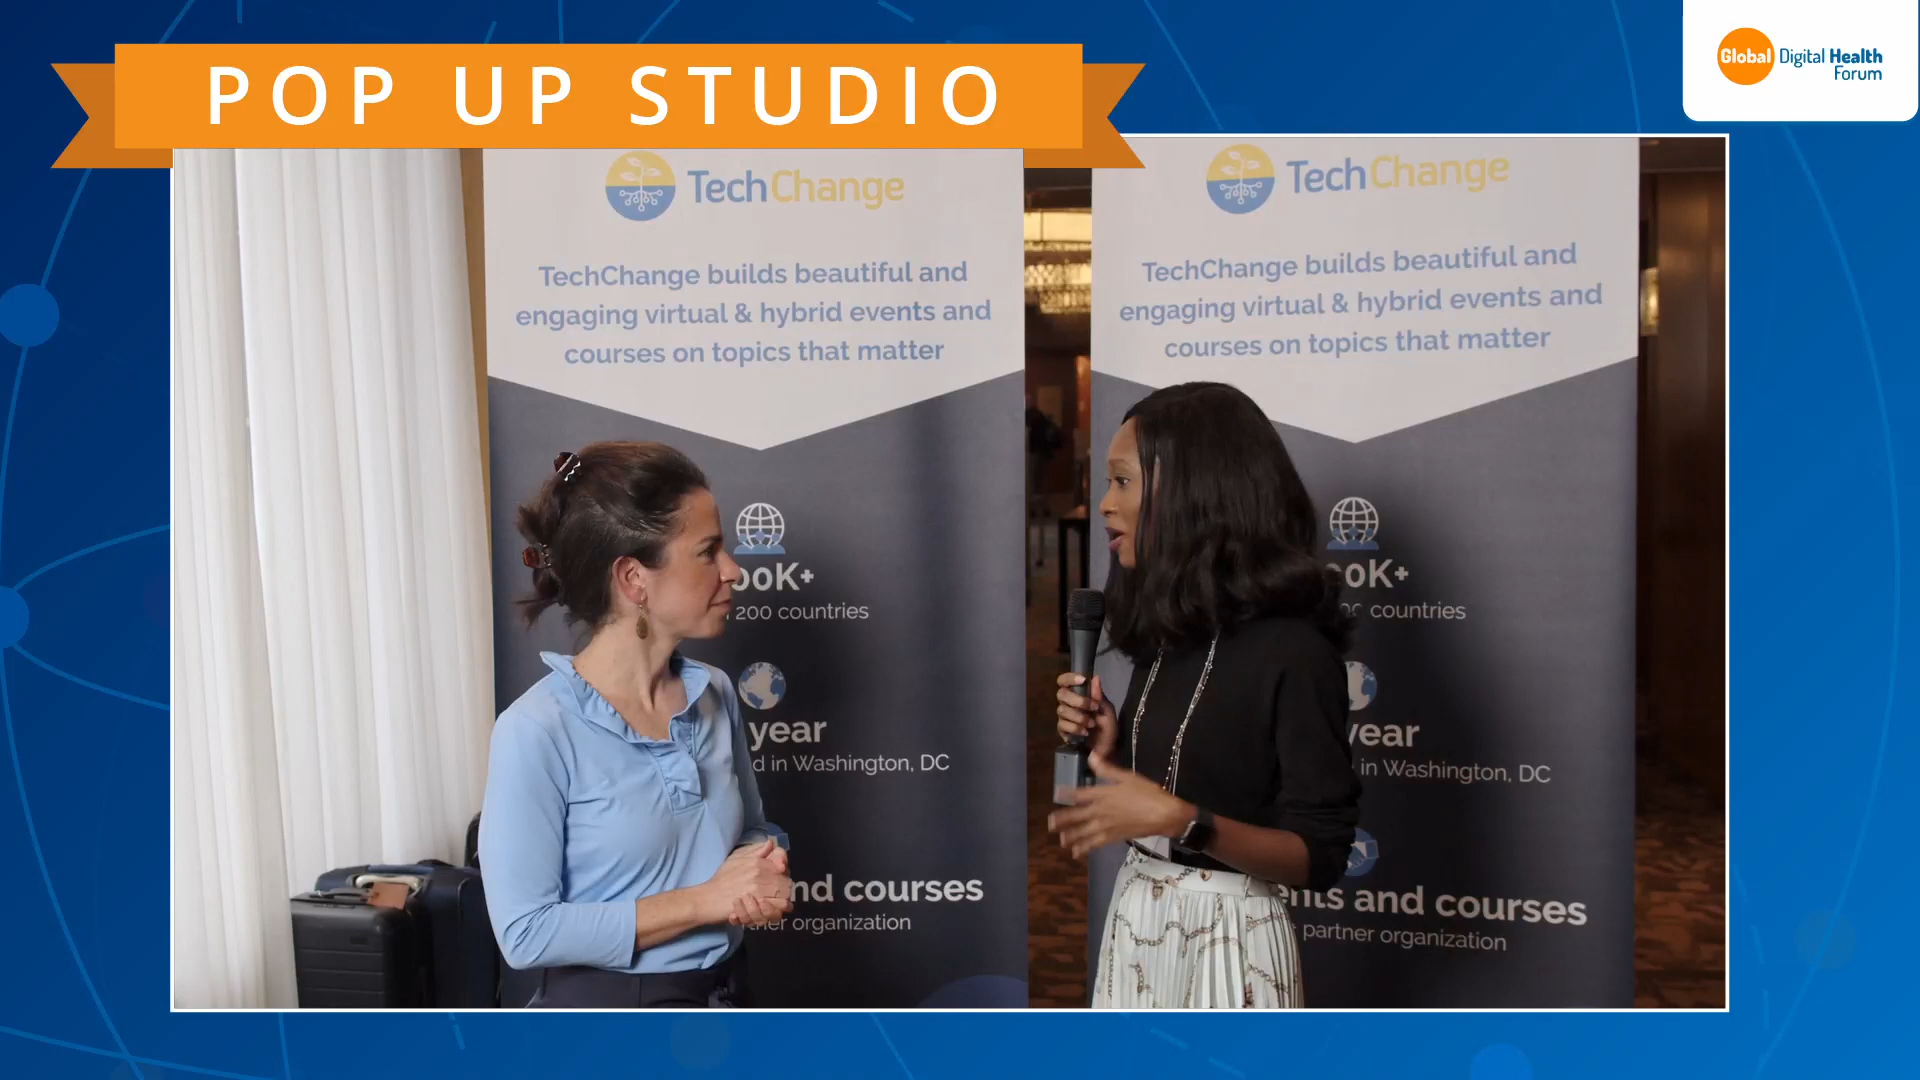 POP UP STUDIO
Global Digital Health
Forum
TechChange
TechChange builds beautiful and
engaging virtual & hybrid events and
courses on topics that matter
200 countries
year
in Washington, DC
courses
organization
TechChange
TechChange builds beautiful and
engaging virtual & hybrid events and
courses on topics that matter
countries
in Washington, DC
and courses
partner organization